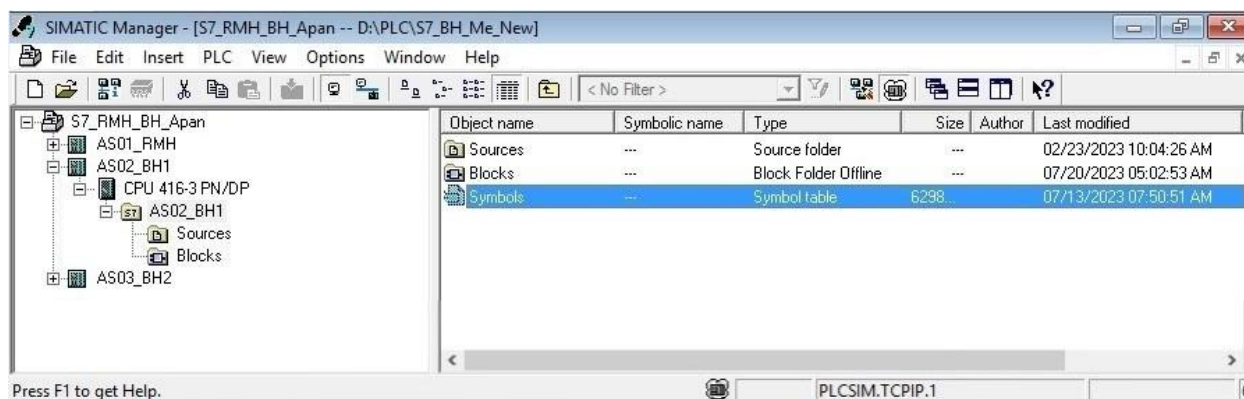 SIMATIC Manager - [S7_RMH_BH_Apan -- D:\PLC\S7_BH_Me_New]
File Edit Insert PLC View Options Window Help
< No Filter >
S7_RMH_BH_Apan
AS01_RMH
AS02_BH1
CPU 416-3 PN/DP
S7 AS02_BH1
Sources
Blocks
AS03_BH2
Object name Symbolic name Type Size Author Last modified
Sources --- Source folder --- 02/23/2023 10:04:26 AM
Blocks --- Block Folder Offline --- 07/20/2023 05:02:53 AM
Symbols --- Symbol table 6298... 07/13/2023 07:50:51 AM
Press F1 to get Help. PLCSIM.TCPIP.1